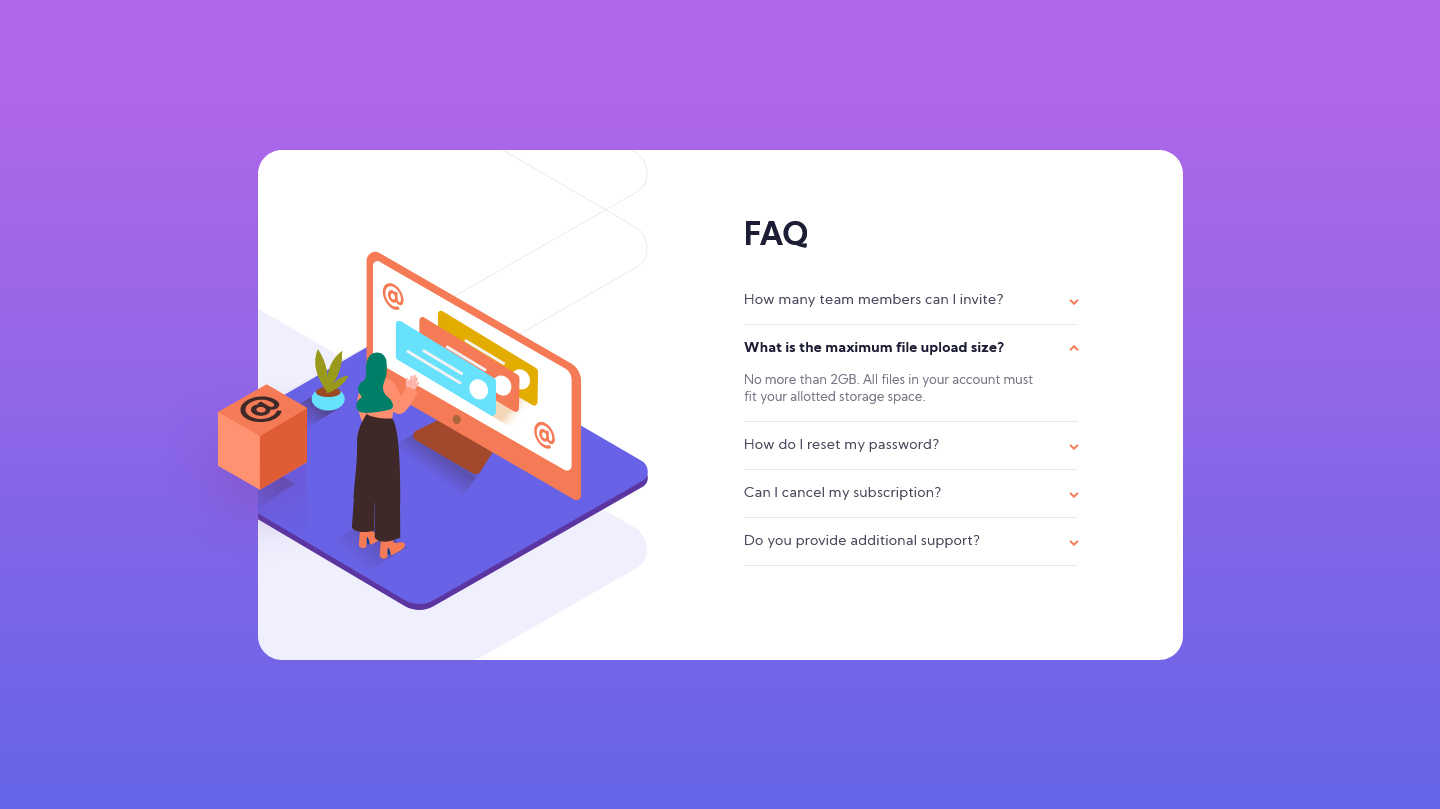 @
@
@
FAQ
How many team members can I invite?
What is the maximum file upload size?
No more than 2GB. All files in your account must
fit your allotted storage space.
How do I reset my password?
Can I cancel my subscription?
Do you provide additional support?